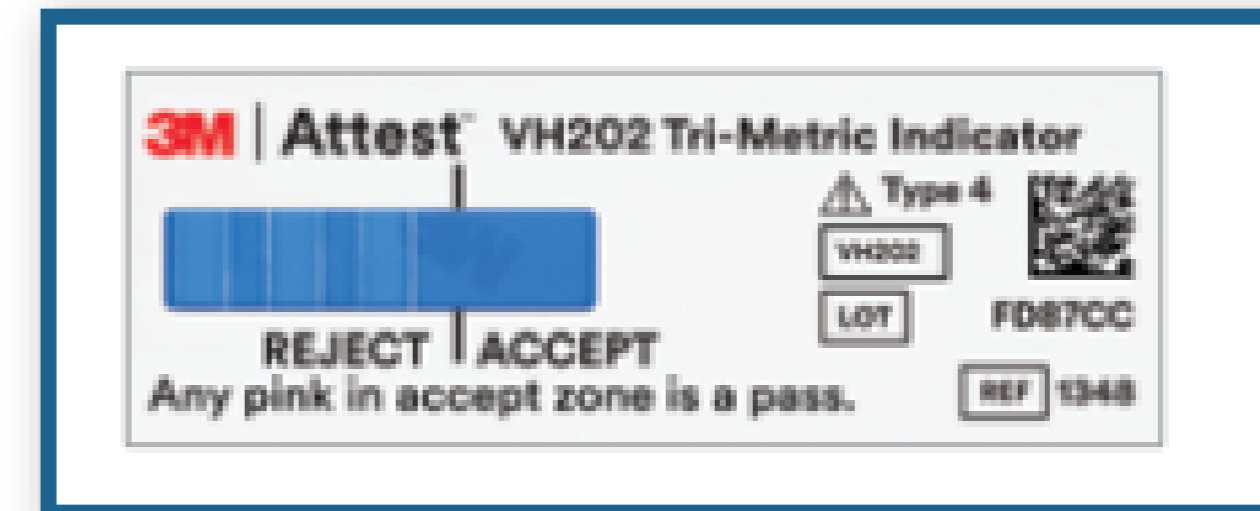 3M | Attest™ VH202 Tri-Metric Indicator
Type 4
VH202
LOT
FD87CC
REJECT | ACCEPT
Any pink in accept zone is a pass.
REF 1348